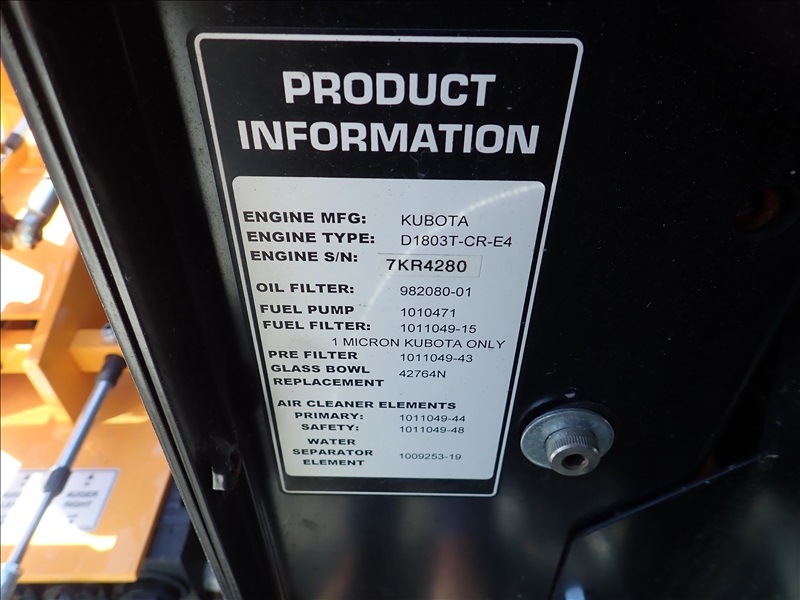 PRODUCT
INFORMATION
ENGINE MFG: KUBOTA
ENGINE TYPE: D1803T-CR-E4
ENGINE S/N: 7KR4280
OIL FILTER: 982080-01
FUEL PUMP 1010471
FUEL FILTER: 1011049-15
1 MICRON KUBOTA ONLY
PRE FILTER 1011049-43
GLASS BOWL 42764N
REPLACEMENT
AIR CLEANER ELEMENTS
PRIMARY: 1011049-44
SAFETY: 1011049-48
WATER
SEPARATOR 1009253-19
ELEMENT
AUGER
RIGHT